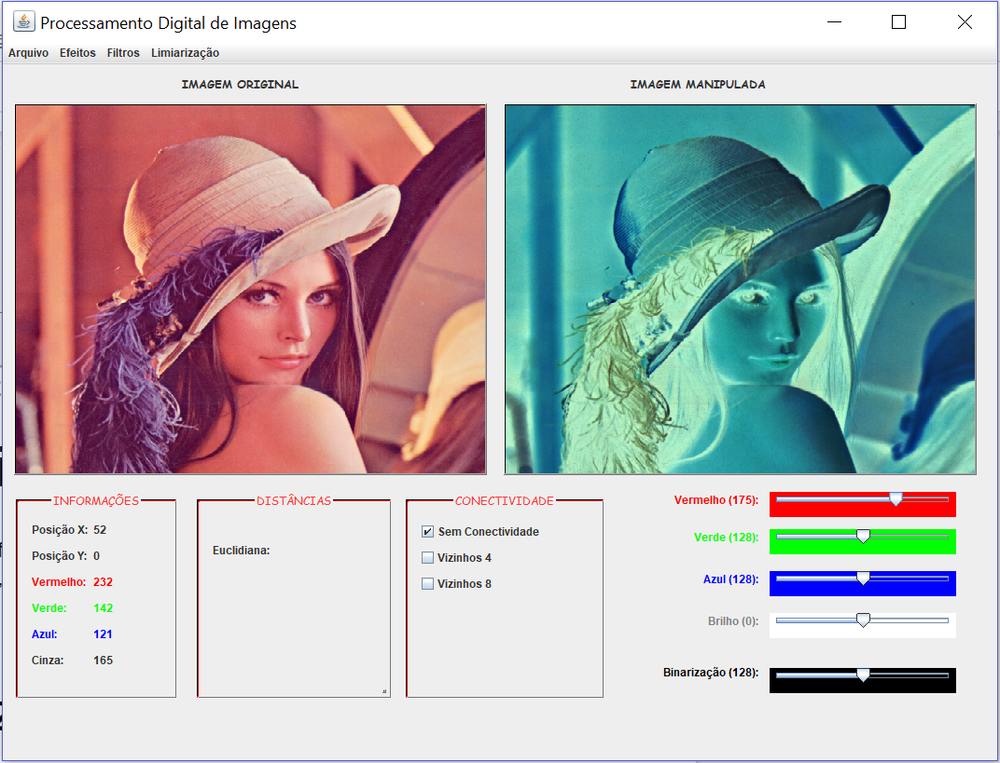 Processamento Digital de Imagens
Arquivo Efeitos Filtros Limiarização
IMAGEM ORIGINAL
IMAGEM MANIPULADA
INFORMAÇÕES
Posição X: 52
Posição Y: 0
Vermelho: 232
Verde: 142
Azul: 121
Cinza: 165
DISTÂNCIAS
Euclidiana:
CONECTIVIDADE
Sem Conectividade
Vizinhos 4
Vizinhos 8
Vermelho (175):
Verde (128):
Azul (128):
Brilho (0):
Binarização (128):